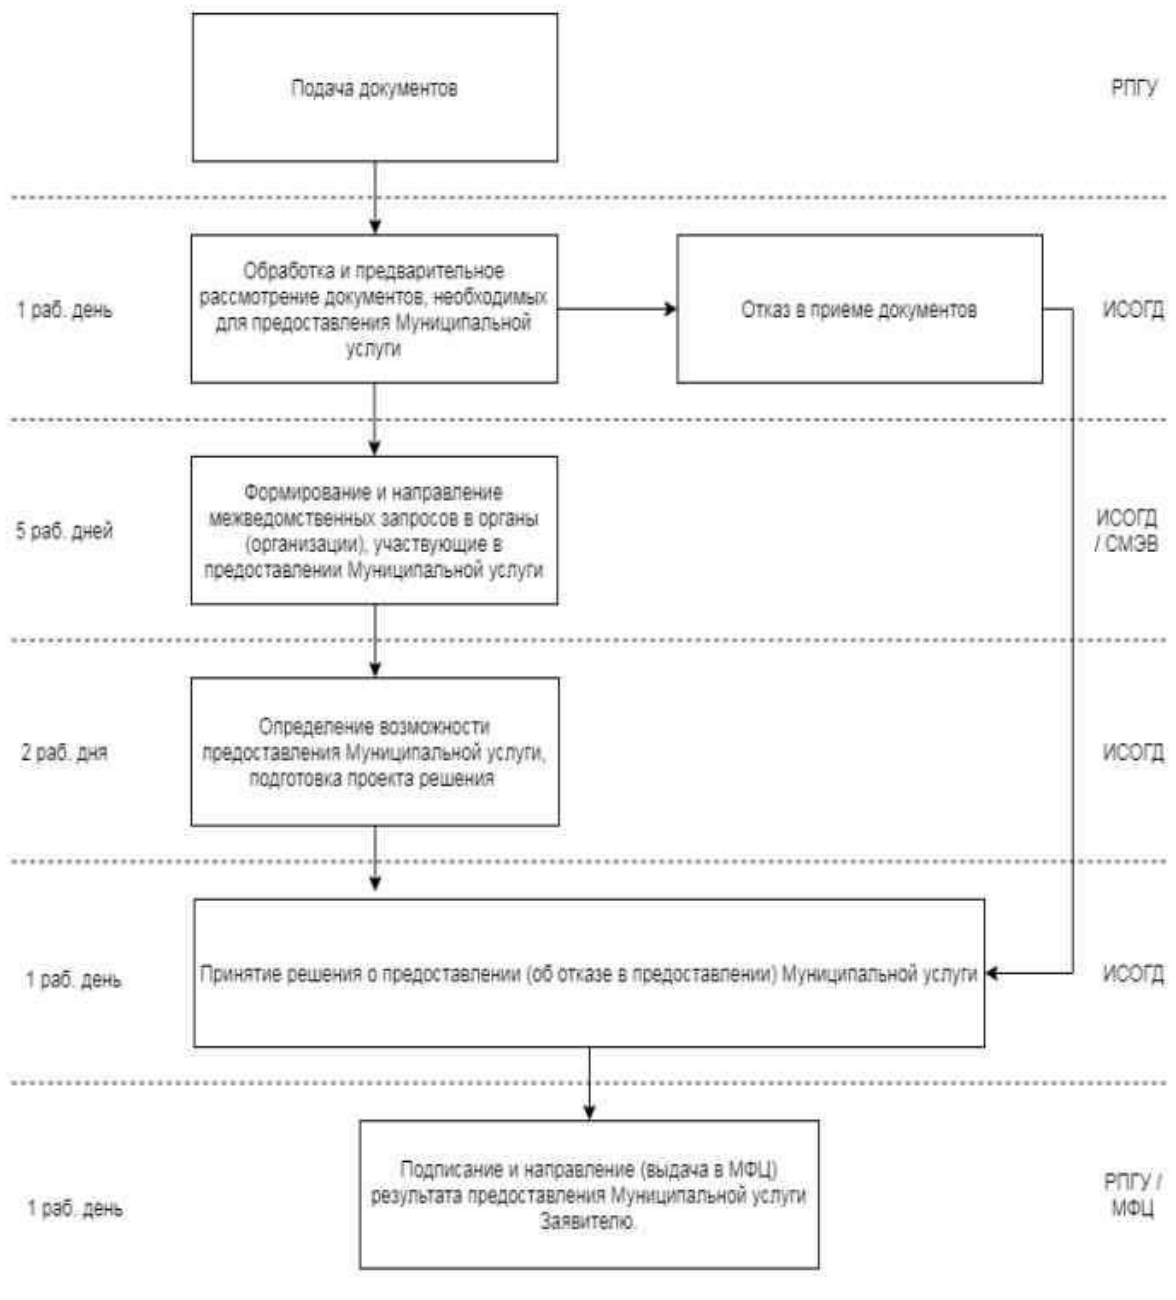 Подача документов
РПГУ
1 раб. день
Обработка и предварительное
рассмотрение документов, необходимых
для предоставления Муниципальной
услуги
Отказ в приеме документов
ИСОГД
5 раб. дней
Формирование и направление
межведомственных запросов в органы
(организации), участвующие в
предоставлении Муниципальной услуги
ИСОГД
/ СМЭВ
2 раб. дня
Определение возможности
предоставления Муниципальной услуги,
подготовка проекта решения
ИСОГД
1 раб. день
Принятие решения о предоставлении (об отказе в предоставлении) Муниципальной услуги
ИСОГД
1 раб. день
Подписание и направление (выдача в МФЦ)
результата предоставления Муниципальной услуги
Заявителю.
РПГУ /
МФЦ